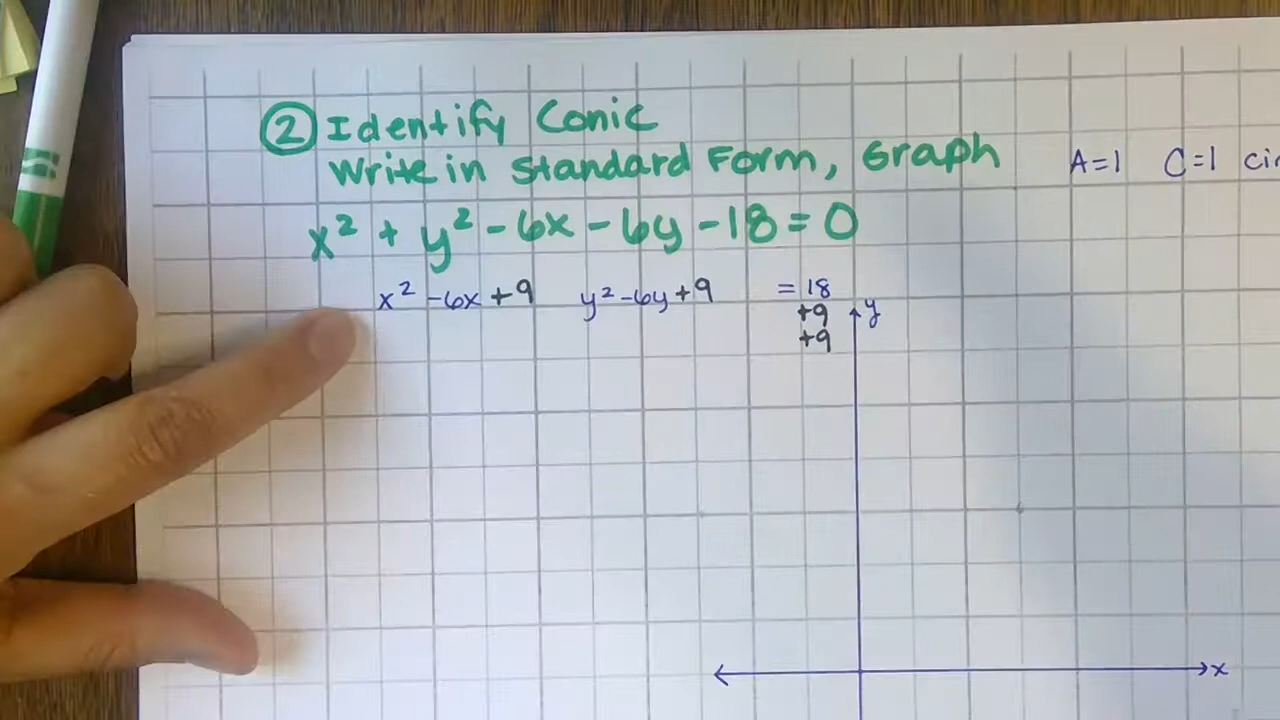 ② Identify Conic
Write in Standard Form, Graph
A=1 C=1
x² + y² - 6x - 6y - 18 = 0
x² - 6x + 9 y² - 6y + 9 = 18
+9
+9
y
x